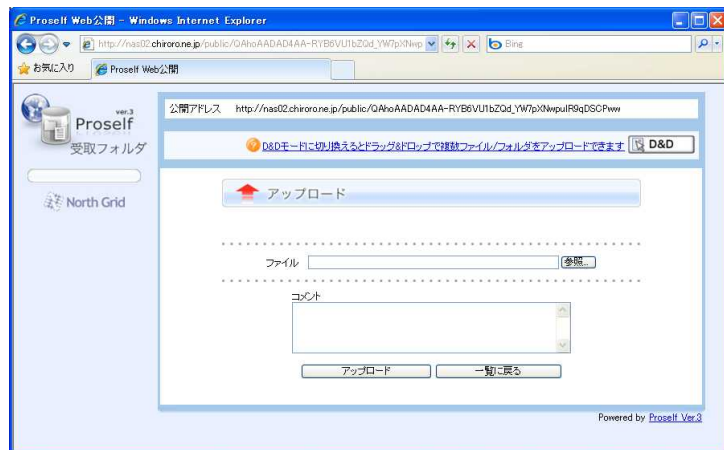 Proself Web公開 - Windows Internet Explorer
http://nas02.chirorone.jp/public/QAhoAADAD4AA-RYB6VU1bZQd_YW7pXNwp
Bing
お気に入り
Proself Web公開
ver.3
Proself
受取フォルダ
North Grid
公開アドレス http://nas02.chirorone.jp/public/QAhoAADAD4AA-RYB6VU1bZQd_YW7pXNwpuIR9qDSCPww
D&Dモードに切り換えるとドラッグ&ドロップで複数ファイル/フォルダをアップロードできます D&D
アップロード
ファイル 参照...
コメント
アップロード 一覧に戻る
Powered by Proself Ver.3